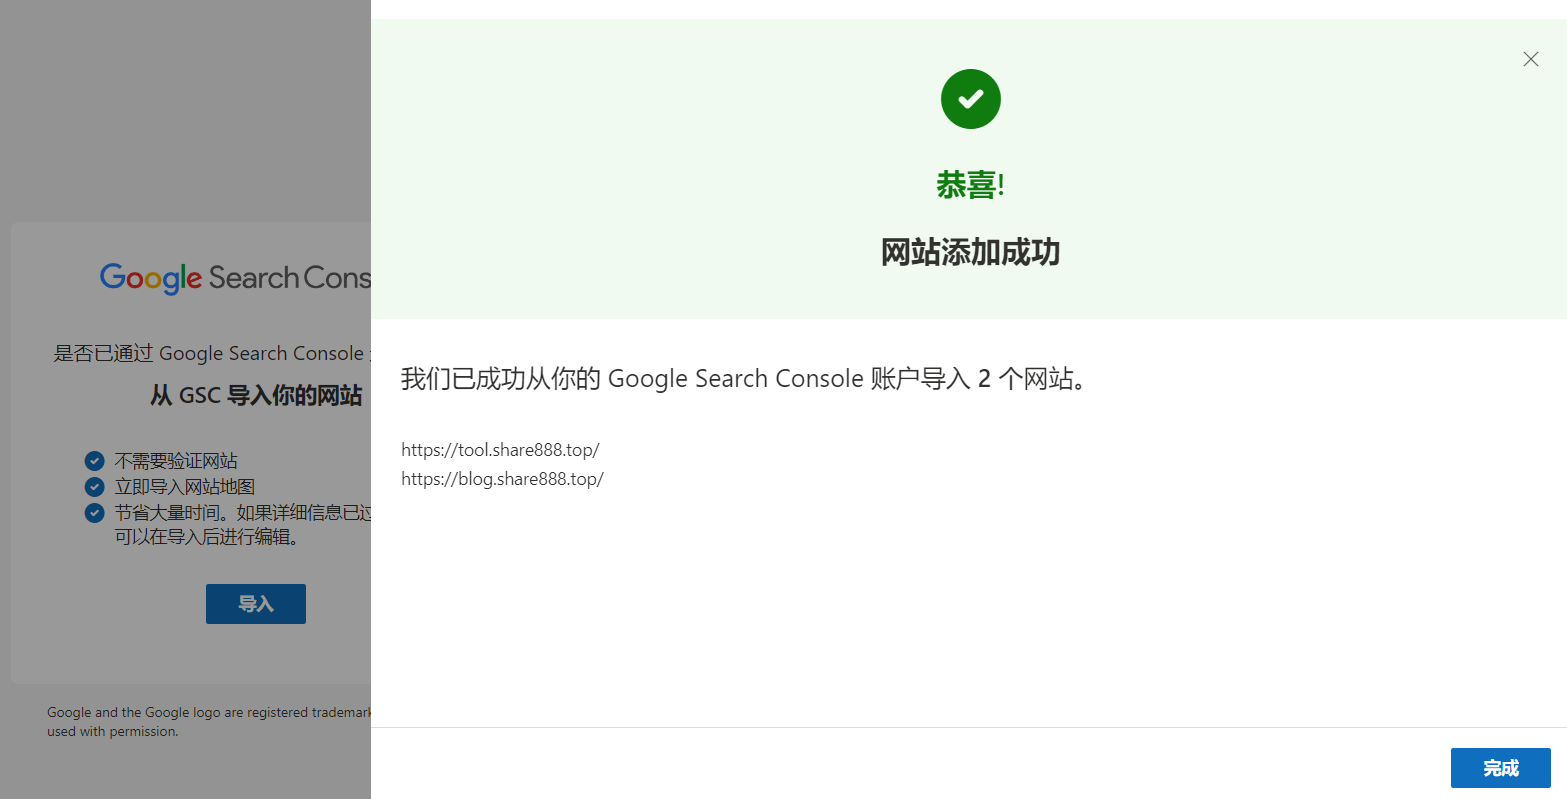 Google Search Cons
是否已通过 Google Search Console
从 GSC 导入你的网站
不需要验证网站
立即导入网站地图
节省大量时间。如果详细信息已过
可以在导入后进行编辑。
导入
Google and the Google logo are registered trademark
used with permission.
恭喜!
网站添加成功
我们已成功从你的 Google Search Console 账户导入 2 个网站。
https://tool.share888.top/
https://blog.share888.top/
完成